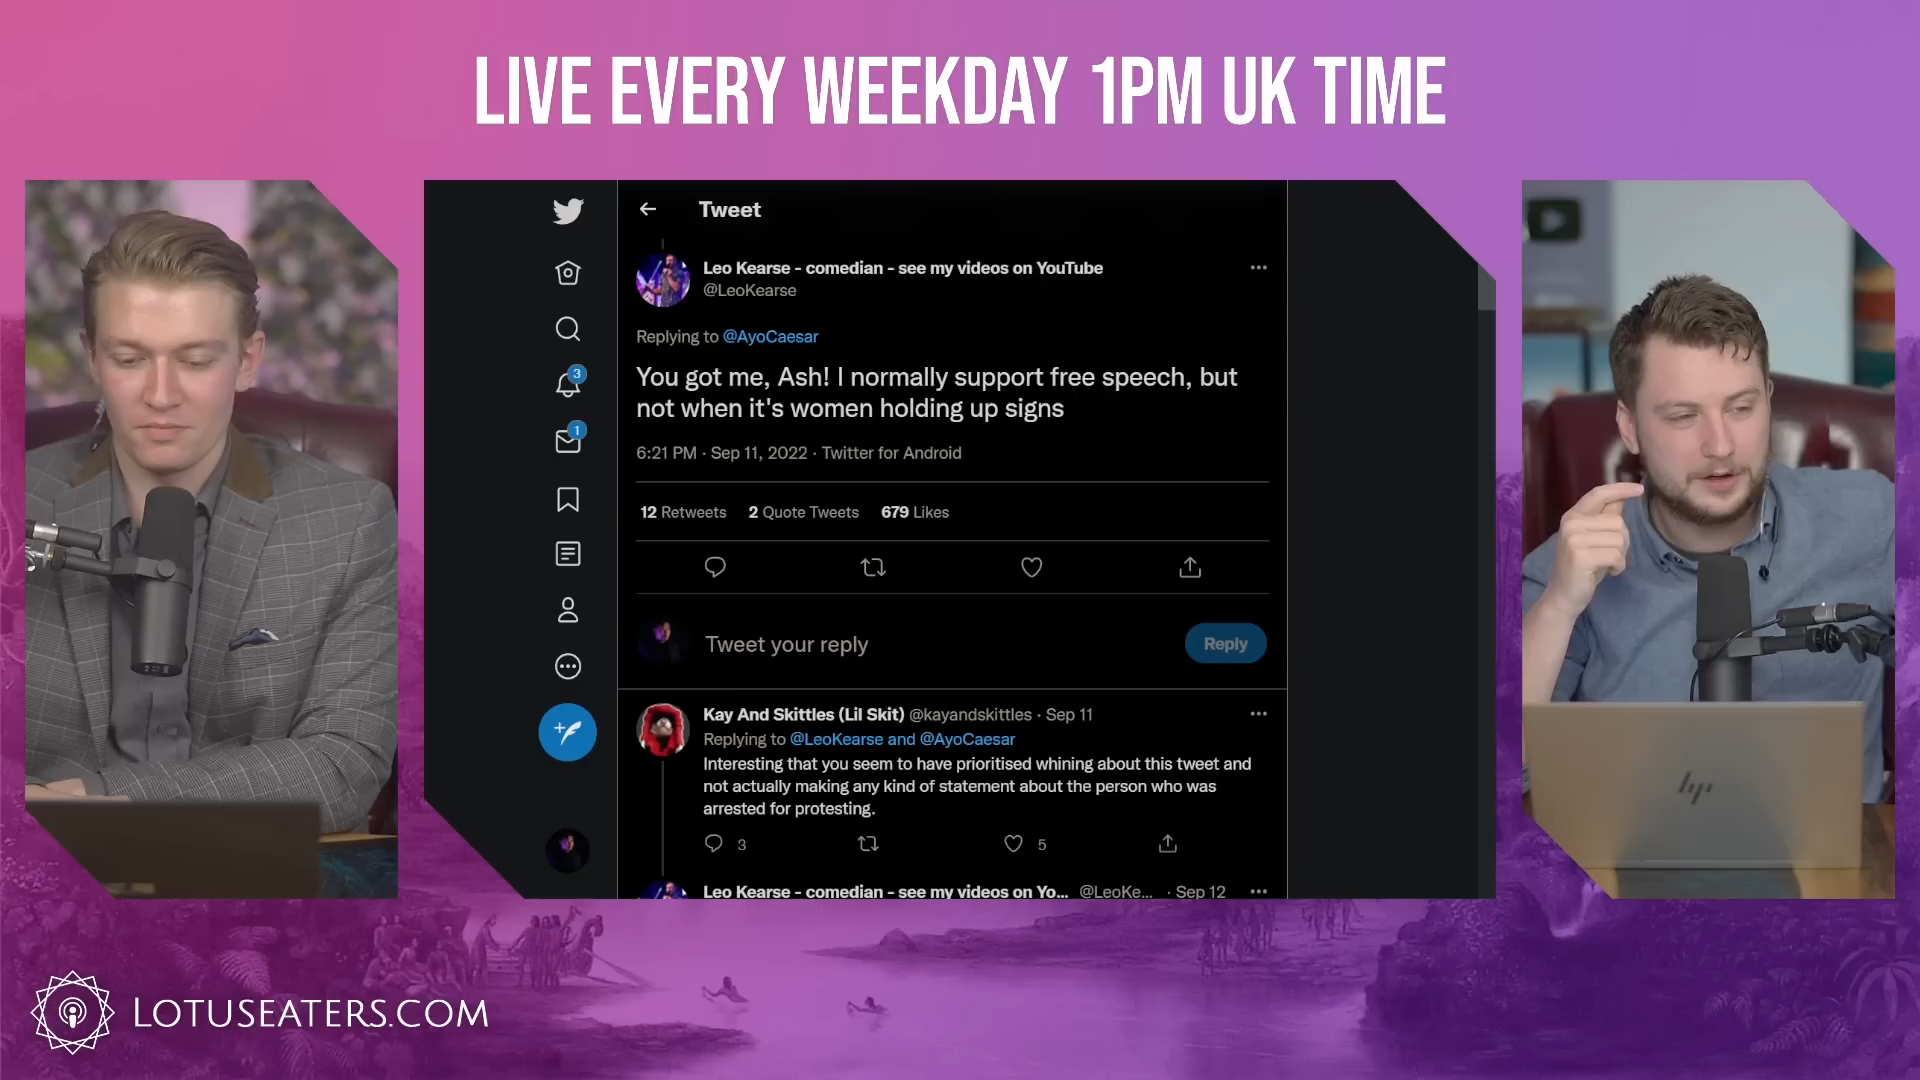 LIVE EVERY WEEKDAY 1PM UK TIME
Tweet
Leo Kearse - comedian - see my videos on YouTube
@LeoKearse
Replying to @AyoCaesar
You got me, Ash! I normally support free speech, but
not when it's women holding up signs
6:21 PM · Sep 11, 2022 · Twitter for Android
12 Retweets 2 Quote Tweets 679 Likes
Tweet your reply
Reply
3
1
Kay And Skittles (Lil Skit) @kayandskittles · Sep 11
Replying to @LeoKearse and @AyoCaesar
Interesting that you seem to have prioritised whining about this tweet and
not actually making any kind of statement about the person who was
arrested for protesting.
3 5
Leo Kearse - comedian - see my videos on Yo... @LeoKe... · Sep 12
hp
LOTUSEATERS.COM